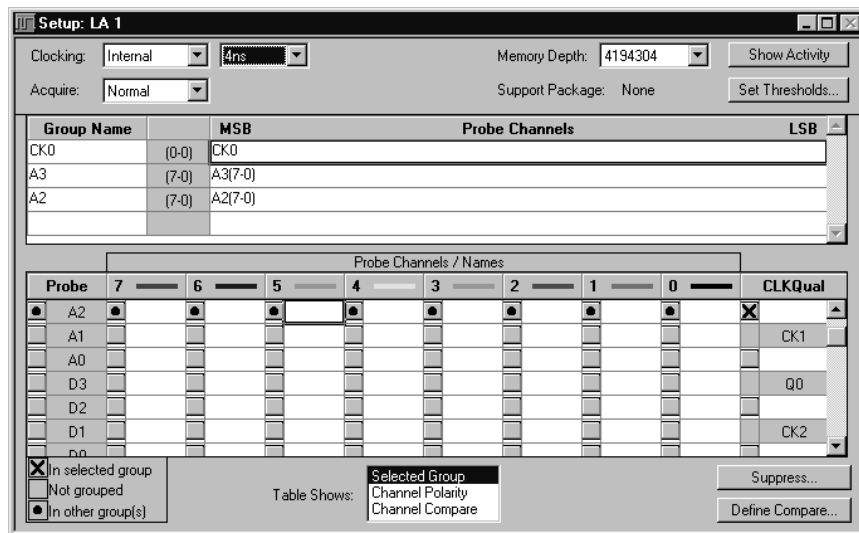 Setup: LA 1
Clocking: Internal 4ns Memory Depth: 4194304 Show Activity
Acquire: Normal Support Package: None Set Thresholds...
Group Name MSB Probe Channels LSB
CK0 (0-0) CK0
A3 (7-0) A3(7-0)
A2 (7-0) A2(7-0)
Probe Channels / Names
Probe 7 6 5 4 3 2 1 0 CLKQual
A2
A1 CK1
A0
D3 Q0
D2
D1 CK2
D0
In selected group
Not grouped
In other group(s)
Table Shows: Selected Group
Channel Polarity
Channel Compare
Suppress...
Define Compare...